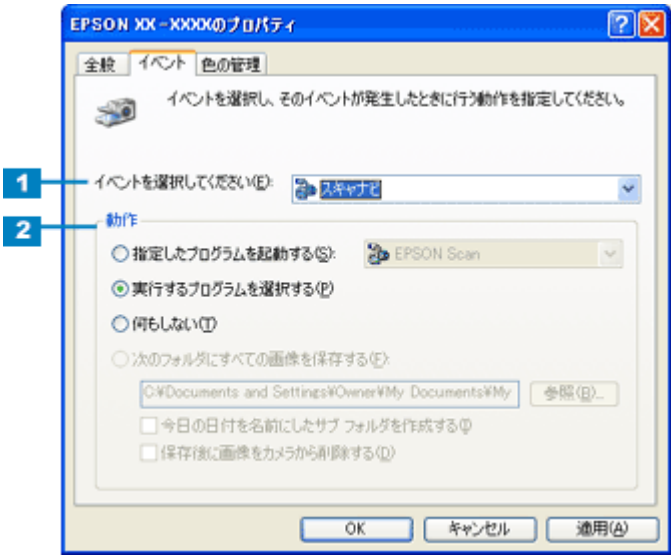 EPSON XX-XXXXのプロパティ
全般 イベント 色の管理
イベントを選択し、そのイベントが発生したときに行う動作を指定してください。
1 イベントを選択してください(E): スキャナビ
2 動作
指定したプログラムを起動する(S): EPSON Scan
実行するプログラムを選択する(P)
何もしない(T)
次のフォルダにすべての画像を保存する(F):
C:¥Documents and Settings¥Owner¥My Documents¥My 参照(B)...
今日の日付を名前にしたサブ フォルダを作成する(I)
保存後に画像をカメラから削除する(D)
OK キャンセル 適用(A)